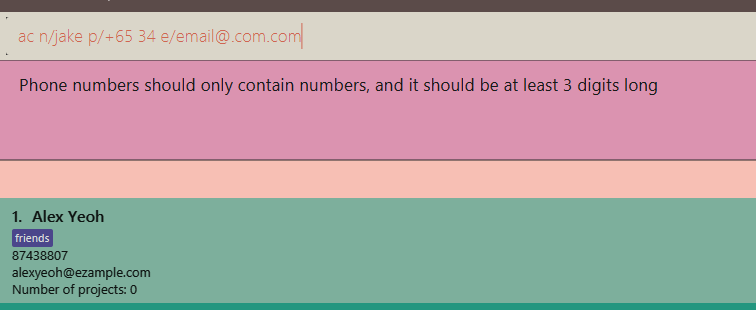 ac n/jake p/+65 34 e/email@.com.com
Phone numbers should only contain numbers, and it should be at least 3 digits long
1. Alex Yeoh
friends
87438807
alexyeoh@ezample.com
Number of projects: 0